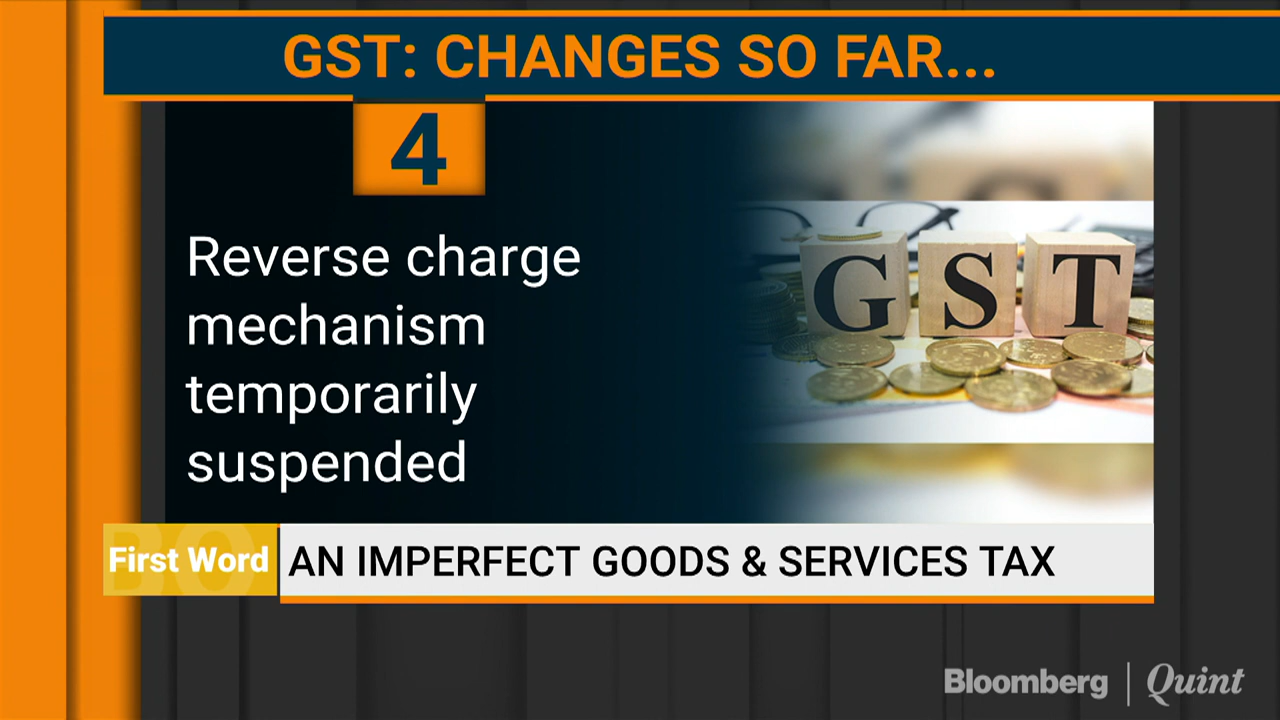 GST: CHANGES SO FAR...
4
Reverse charge
mechanism
temporarily
suspended
G S T
First Word
AN IMPERFECT GOODS & SERVICES TAX
Bloomberg | Quint